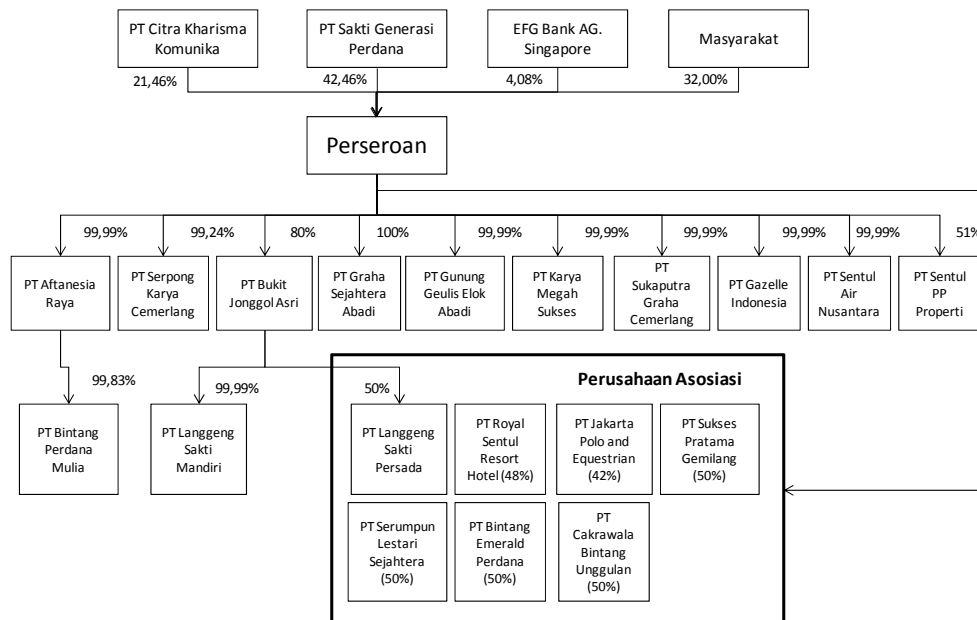 PT Citra Kharisma
Komunika
PT Sakti Generasi
Perdana
EFG Bank AG.
Singapore
Masyarakat
21,46%
42,46%
4,08%
32,00%
Perseroan
99,99%
99,24%
80%
100%
99,99%
99,99%
99,99%
99,99%
99,99%
51%
PT Aftanesia
Raya
PT Serpong
Karya
Cemerlang
PT Bukit
Jonggol Asri
PT Graha
Sejahtera
Abadi
PT Gunung
Geulis Elok
Abadi
PT Karya
Megah
Sukses
PT
Sukaputra
Graha
Cemerlang
PT Gazelle
Indonesia
PT Sentul
Air
Nusantara
PT Sentul
PP
Properti
99,83%
99,99%
50%
Perusahaan Asosiasi
PT Bintang
Perdana
Mulia
PT Langgeng
Sakti
Mandiri
PT Langgeng
Sakti
Persada
PT Royal
Sentul
Resort
Hotel (48%)
PT Jakarta
Polo and
Equestrian
(42%)
PT Sukses
Pratama
Gemilang
(50%)
PT Serumpun
Lestari
Sejahtera
(50%)
PT Bintang
Emerald
Perdana
(50%)
PT
Cakrawala
Bintang
Unggulan
(50%)